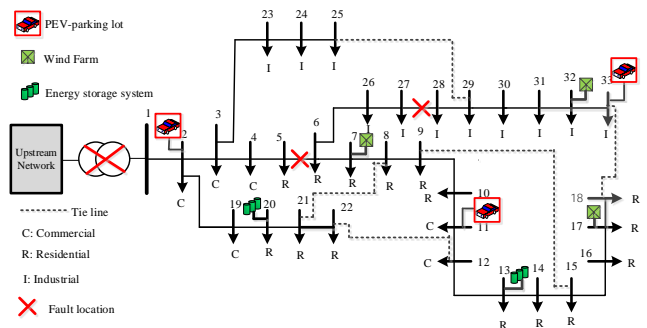 PEV-parking lot
Wind Farm
Energy storage system
Upstream
Network
Tie line
C: Commercial
R: Residential
I: Industrial
Fault location
23 24 25
I I I
26 27 28 29 30 31 32 33
I I I I I I I I
1 2 3 4 5 6 7 8 9
C C C R R R R R
19 20 21 22
C R R R
10 R
11 C
12 C
13 14 15
R R R
16 R
17 R
18 R